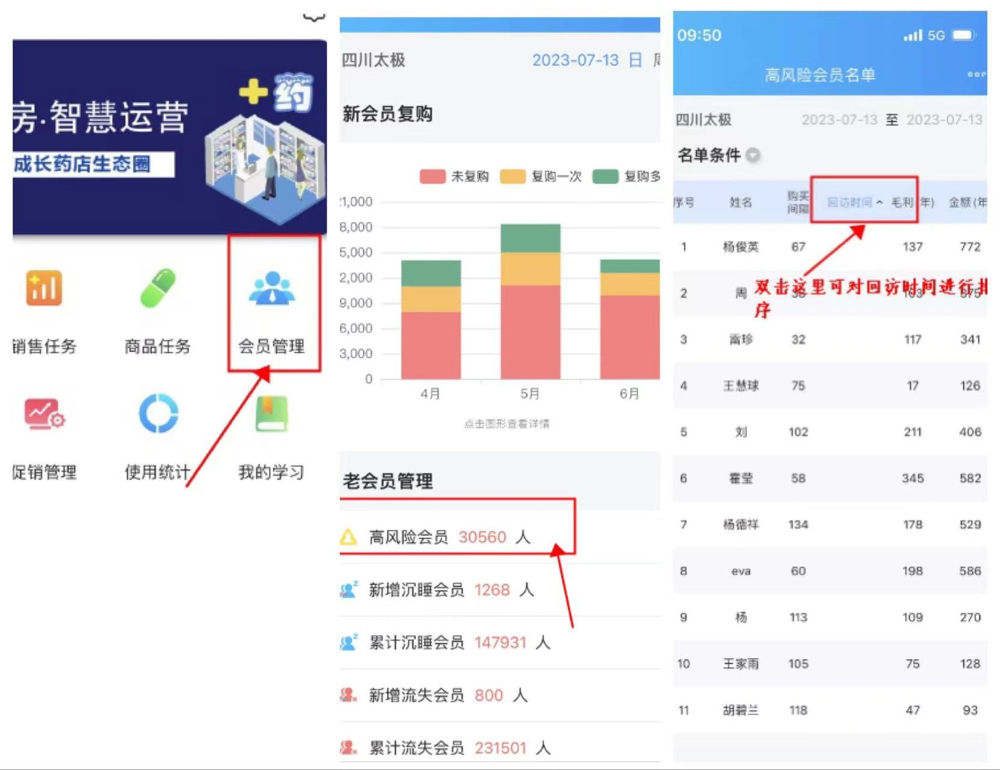 房·智慧运营
药
成长药店生态圈
销售任务
商品任务
会员管理
促销管理
使用统计
我的学习
四川太极
2023-07-13 日
新会员复购
未复购 复购一次 复购多
21,000
8,000
5,000
2,000
9,000
6,000
3,000
0
4月 5月 6月
点击图形查看详情
老会员管理
高风险会员 30560 人
新增沉睡会员 1268 人
累计沉睡会员 147931 人
新增流失会员 800 人
累计流失会员 231501 人
09:50
5G
高风险会员名单
四川太极 2023-07-13 至 2023-07-13
名单条件
序号 姓名 购买间隔 回访时间 毛利(年) 金额(年
1 杨俊英 67 137 772
双击这里可对回访时间进行排
序
2 周
3 雷珍 32 117 341
4 王慧球 75 17 126
5 刘 102 211 406
6 霍莹 58 345 582
7 杨德祥 134 178 529
8 eva 60 198 586
9 杨 113 109 270
10 王家雨 105 75 128
11 胡碧兰 118 47 93